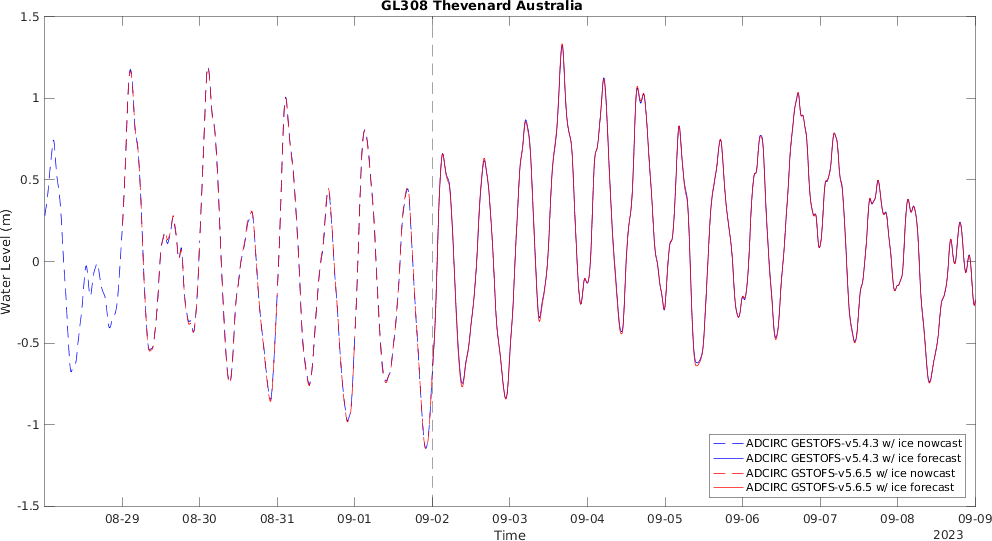 GL308 Thevenard Australia
1.5
1
0.5
0
-0.5
-1
-1.5
Water Level (m)
ADCIRC GESTOFS-v5.4.3 w/ ice nowcast
ADCIRC GESTOFS-v5.4.3 w/ ice forecast
ADCIRC GSTOFS-v5.6.5 w/ ice nowcast
ADCIRC GSTOFS-v5.6.5 w/ ice forecast
08-29 08-30 08-31 09-01 09-02 09-03 09-04 09-05 09-06 09-07 09-08 09-09
Time
2023